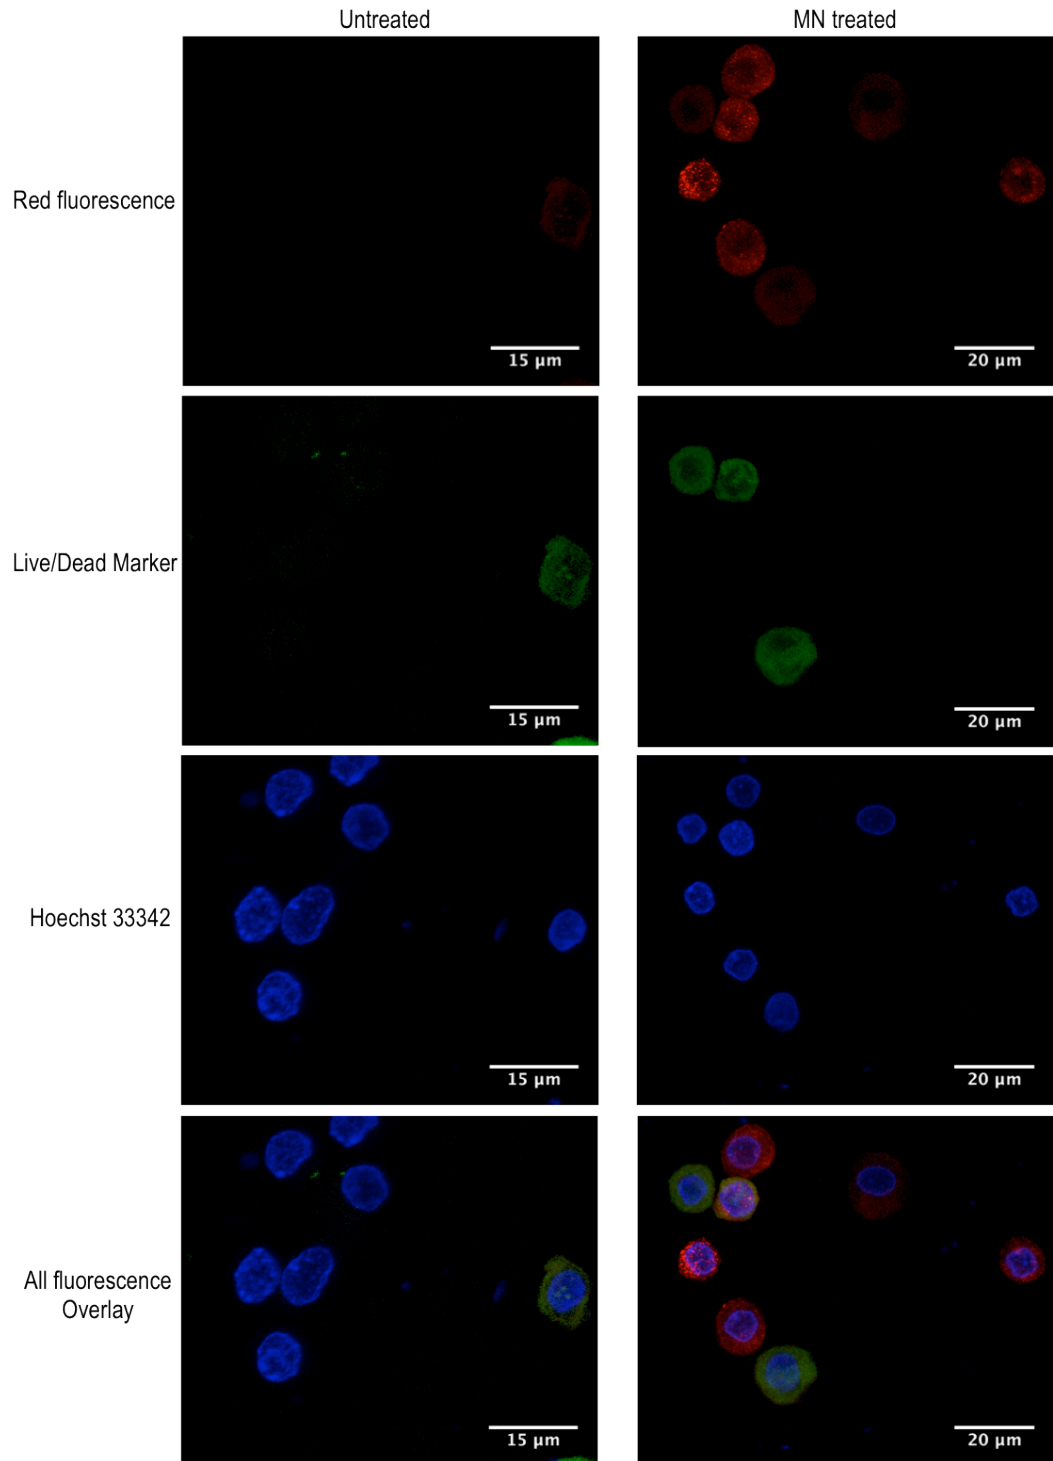 Untreated
MN treated
Red fluorescence
15 μm
20 μm
Live/Dead Marker
15 μm
20 μm
Hoechst 33342
15 μm
20 μm
All fluorescence
Overlay
15 μm
20 μm